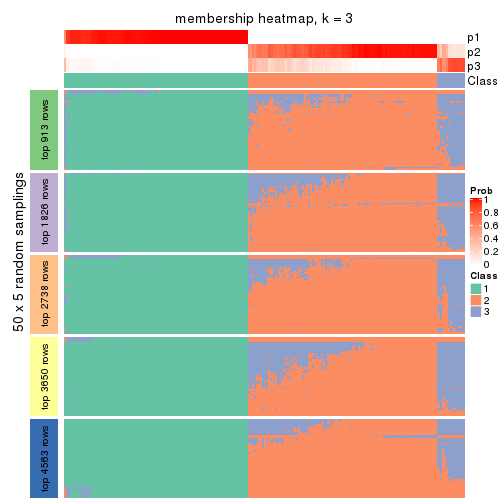 membership heatmap, k = 3
p1
p2
p3
Class
50 x 5 random samplings
top 913 rows
top 1826 rows
top 2738 rows
top 3650 rows
top 4563 rows
Prob
1
0.8
0.6
0.4
0.2
0
Class
1
2
3